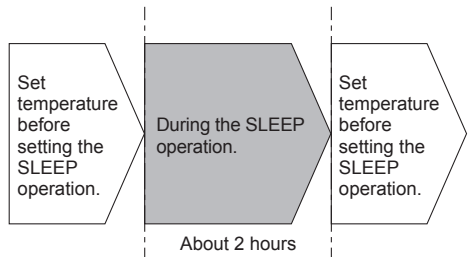 Set
temperature
before
setting the
SLEEP
operation.
During the SLEEP
operation.
Set
temperature
before
setting the
SLEEP
operation.
About 2 hours